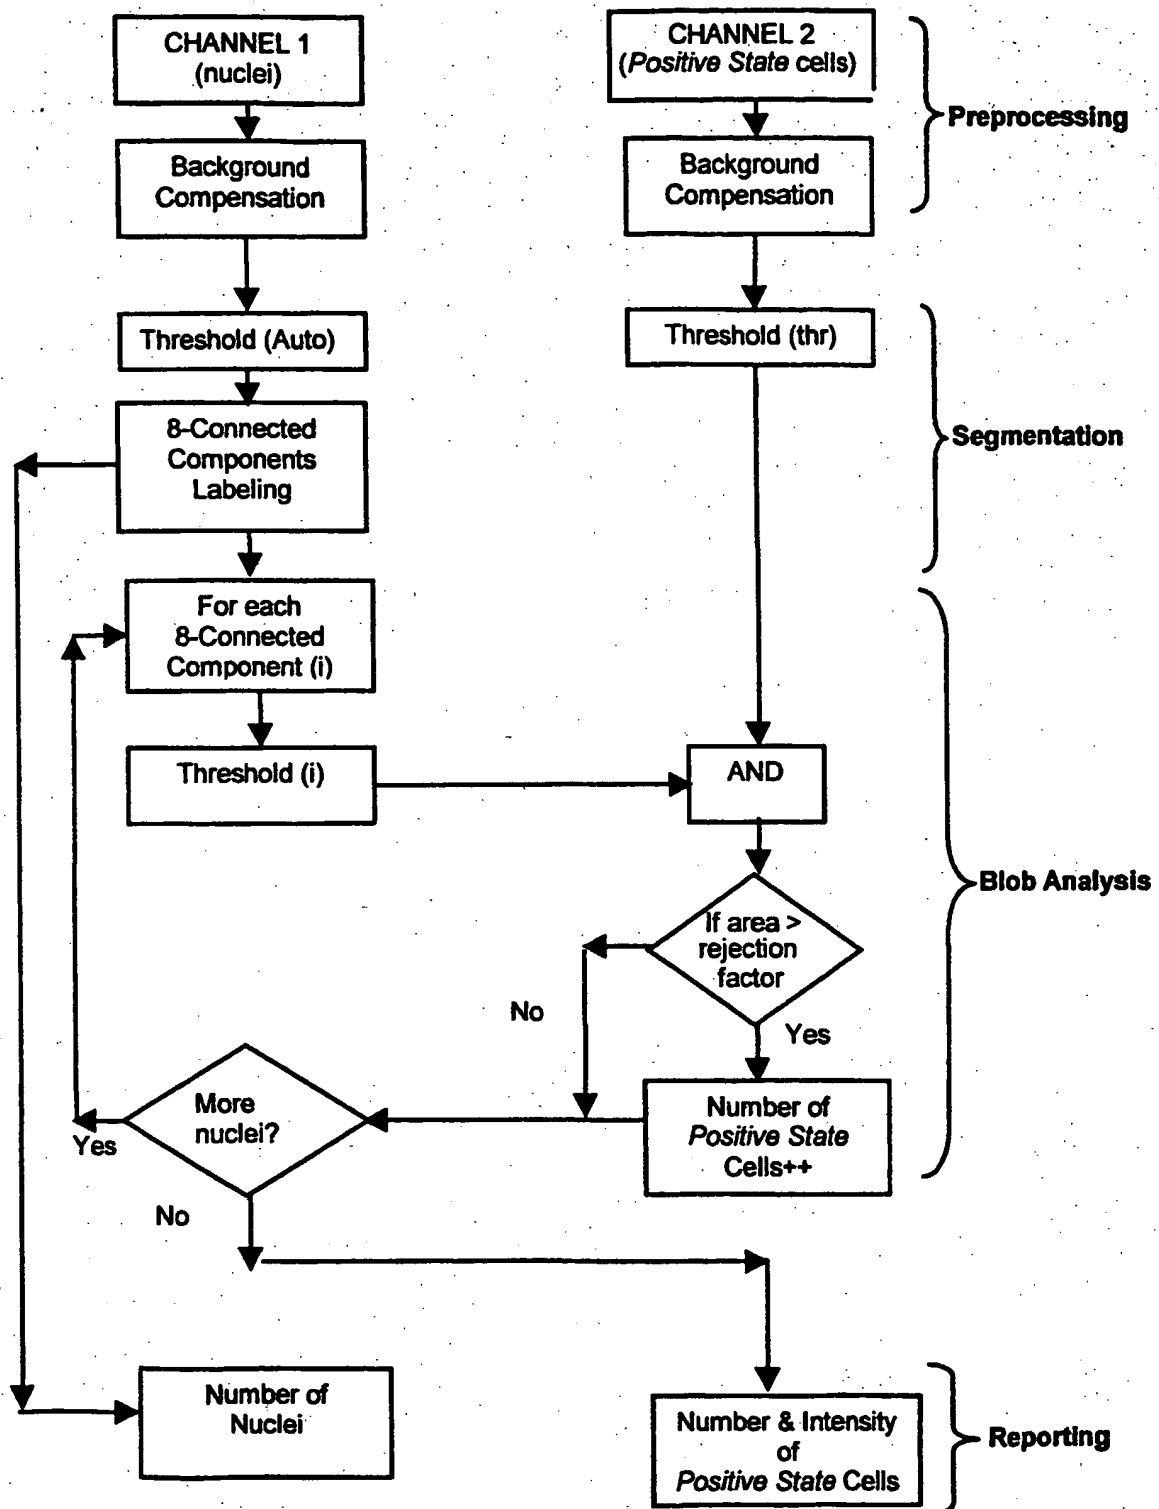 CHANNEL 1
(nuclei)
CHANNEL 2
(Positive State cells)
Preprocessing
Background
Compensation
Background
Compensation
Threshold (Auto)
Threshold (thr)
8-Connected
Components
Labeling
Segmentation
For each
8-Connected
Component (i)
Threshold (i)
AND
Blob Analysis
If area >
rejection
factor
No
Yes
More
nuclei?
Yes
Number of
Positive State
Cells++
No
Number of
Nuclei
Number & Intensity
of
Positive State Cells
Reporting